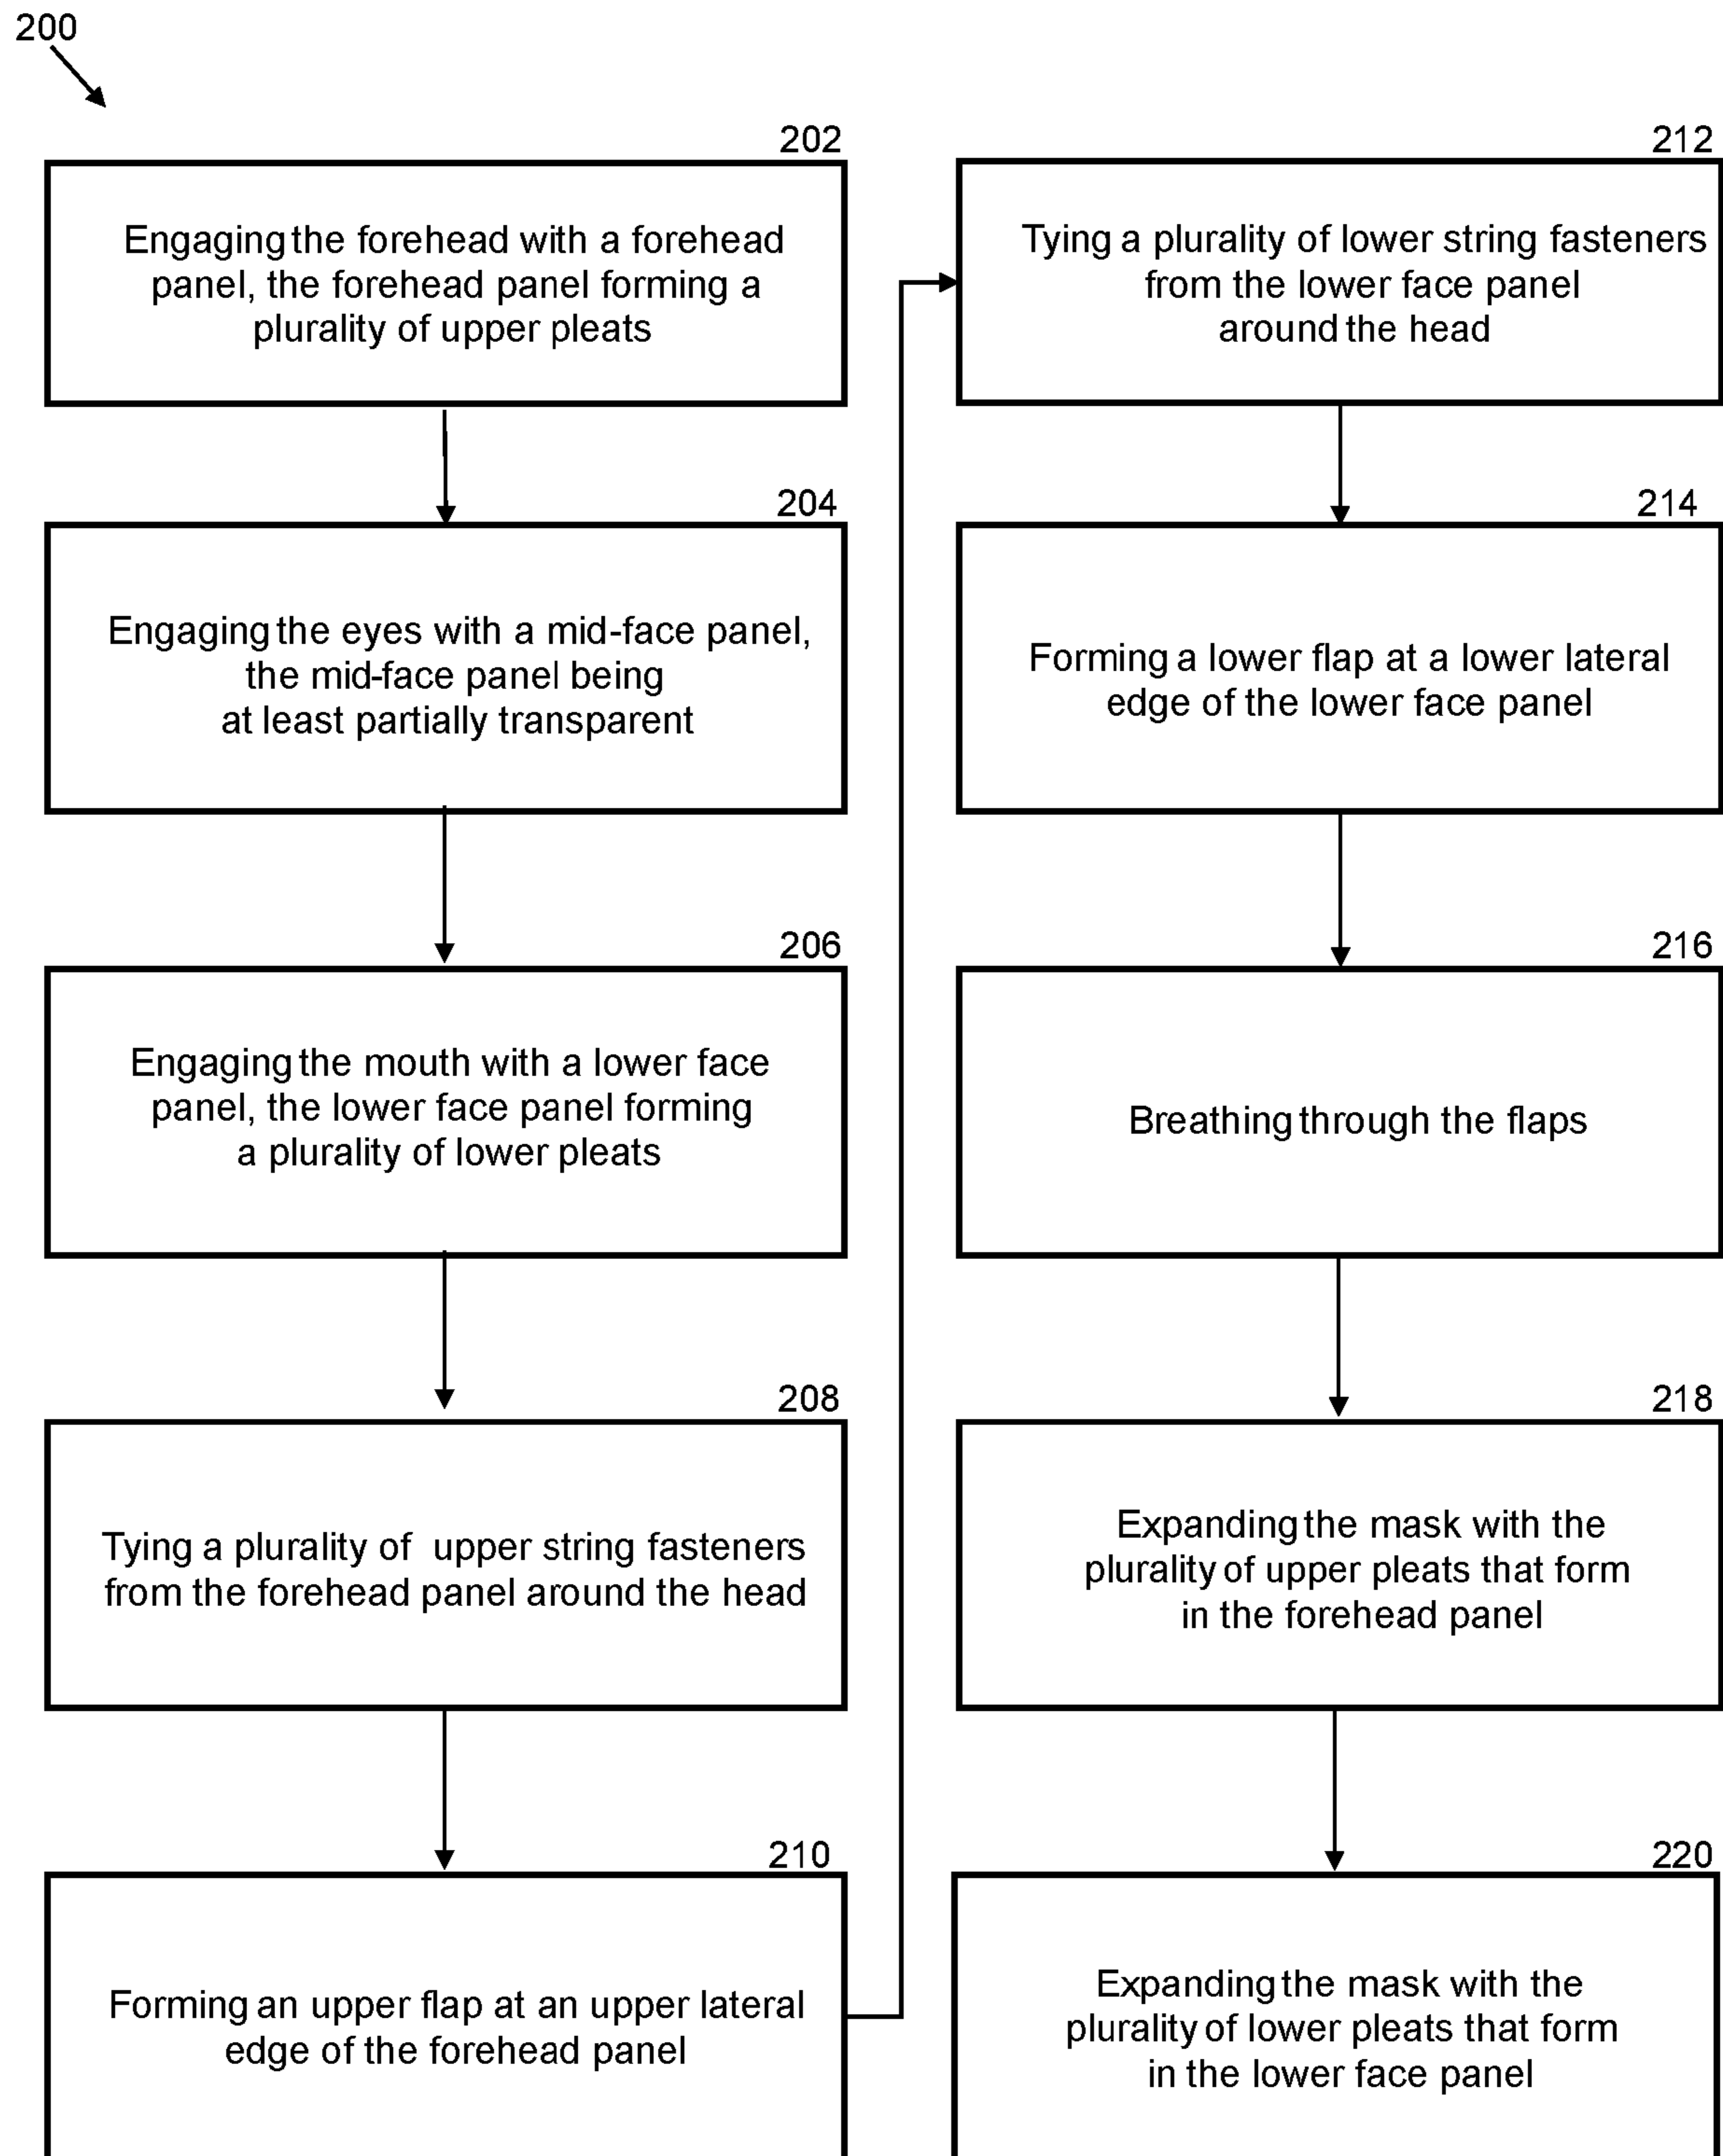 200
202
Engaging the forehead with a forehead
panel, the forehead panel forming a
plurality of upper pleats
204
Engaging the eyes with a mid-face panel,
the mid-face panel being
at least partially transparent
206
Engaging the mouth with a lower face
panel, the lower face panel forming
a plurality of lower pleats
208
Tying a plurality of upper string fasteners
from the forehead panel around the head
210
Forming an upper flap at an upper lateral
edge of the forehead panel
212
Tying a plurality of lower string fasteners
from the lower face panel
around the head
214
Forming a lower flap at a lower lateral
edge of the lower face panel
216
Breathing through the flaps
218
Expanding the mask with the
plurality of upper pleats that form
in the forehead panel
220
Expanding the mask with the
plurality of lower pleats that form
in the lower face panel